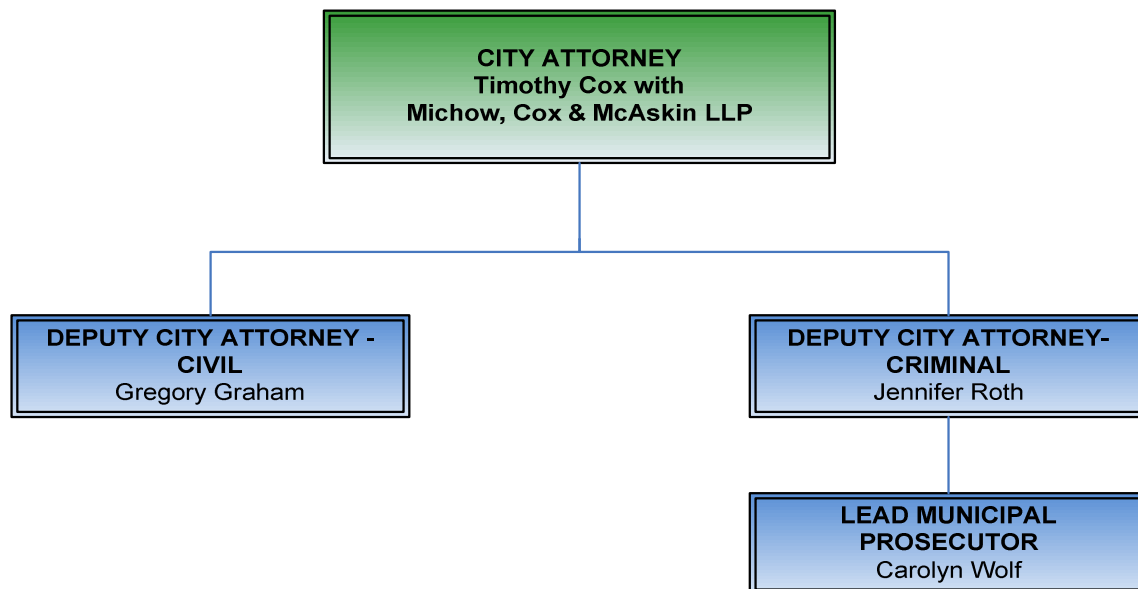 CITY ATTORNEY
Timothy Cox with
Michow, Cox & McAskin LLP
DEPUTY CITY ATTORNEY -
CIVIL
Gregory Graham
DEPUTY CITY ATTORNEY-
CRIMINAL
Jennifer Roth
LEAD MUNICIPAL
PROSECUTOR
Carolyn Wolf